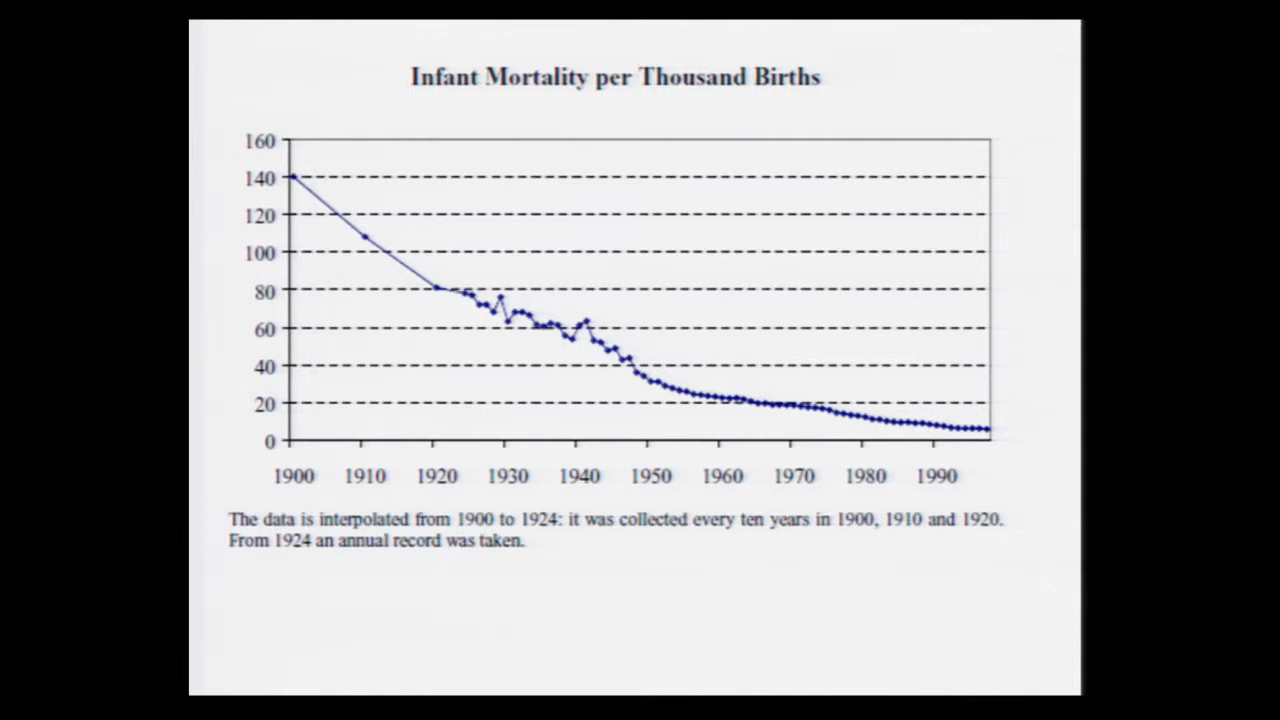 Infant Mortality per Thousand Births
160
140
120
100
80
60
40
20
0
1900 1910 1920 1930 1940 1950 1960 1970 1980 1990
The data is interpolated from 1900 to 1924: it was collected every ten years in 1900, 1910 and 1920.
From 1924 an annual record was taken.